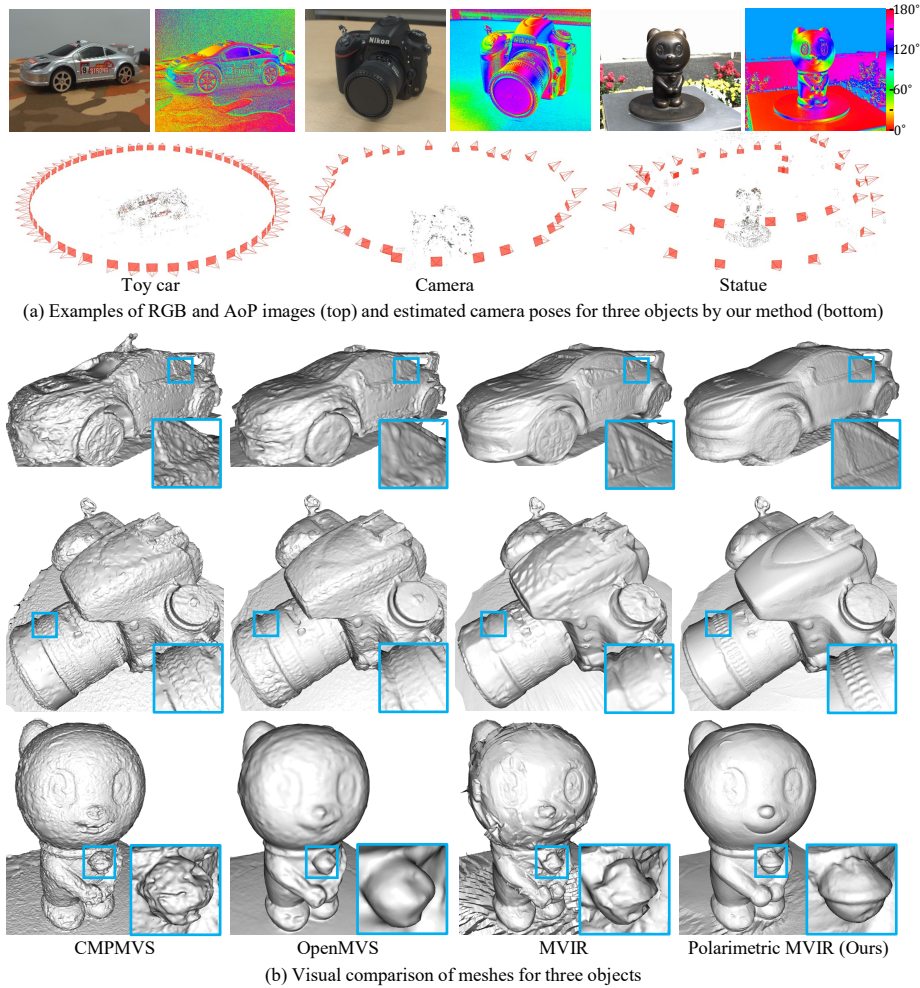 180°
120°
60°
0°
Nikon
Nikon
Toy car
Camera
Statue
(a) Examples of RGB and AoP images (top) and estimated camera poses for three objects by our method (bottom)
CMPMVS
OpenMVS
MVIR
Polarimetric MVIR (Ours)
(b) Visual comparison of meshes for three objects